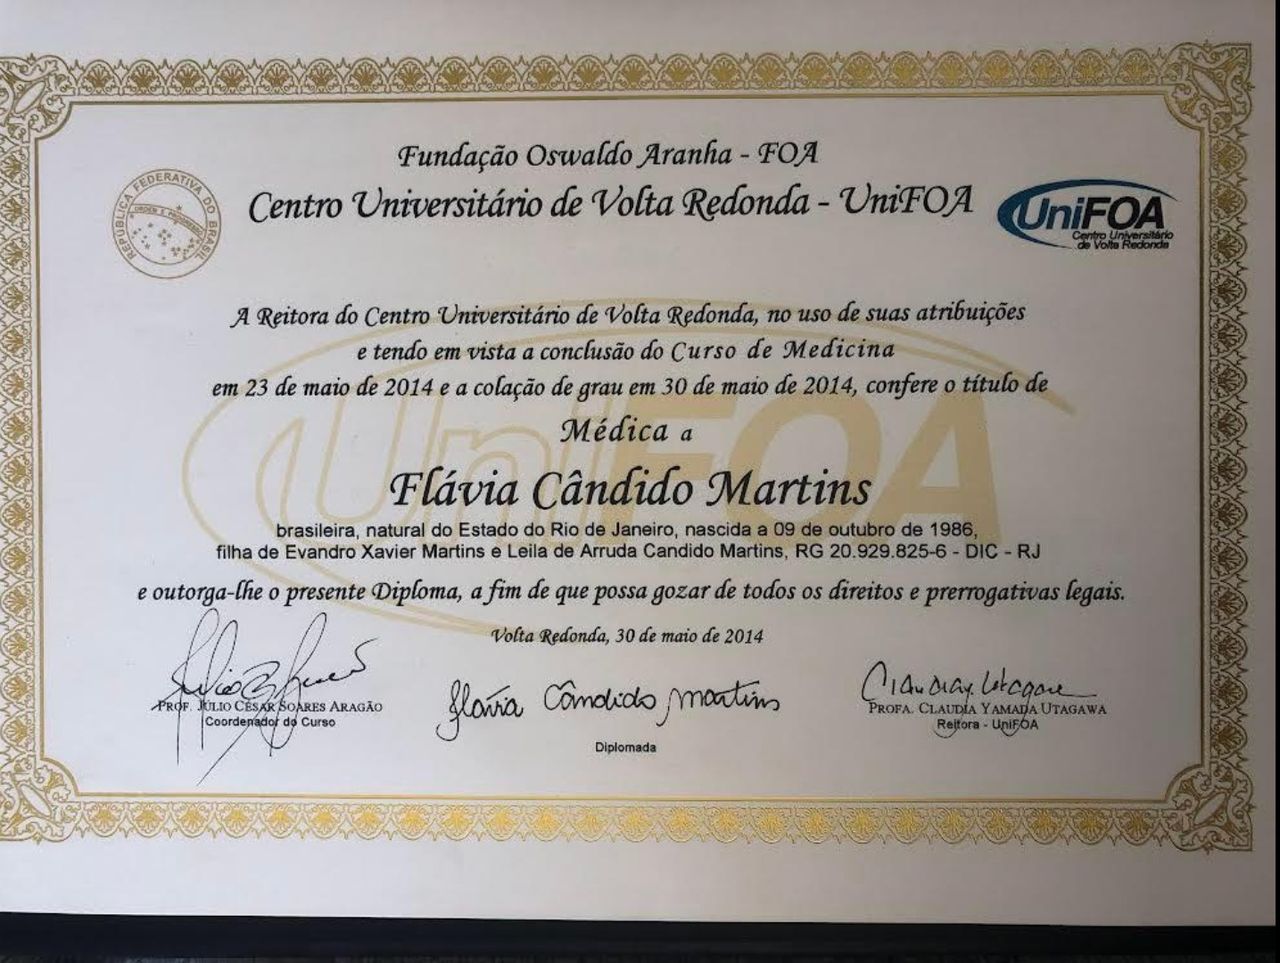 Fundação Oswaldo Aranha - FOA
Centro Universitário de Volta Redonda - UniFOA
REPÚBLICA FEDERATIVA DO BRASIL
UniFOA
Centro Universitário
de Volta Redonda
A Reitora do Centro Universitário de Volta Redonda, no uso de suas atribuições
e tendo em vista a conclusão do Curso de Medicina
em 23 de maio de 2014 e a colação de grau em 30 de maio de 2014, confere o título de
Médica a
Flávia Cândido Martins
brasileira, natural do Estado do Rio de Janeiro, nascida a 09 de outubro de 1986,
filha de Evandro Xavier Martins e Leila de Arruda Candido Martins, RG 20.929.825-6 - DIC - RJ
e outorga-lhe o presente Diploma, a fim de que possa gozar de todos os direitos e prerrogativas legais.
Volta Redonda, 30 de maio de 2014
PROF. JÚLIO CÉSAR SOARES ARAGÃO
Coordenador do Curso
Flávia Cândido Martins
Diplomada
PROFA. CLAUDIA YAMADA UTAGAWA
Reitora - UniFOA
UniFOA